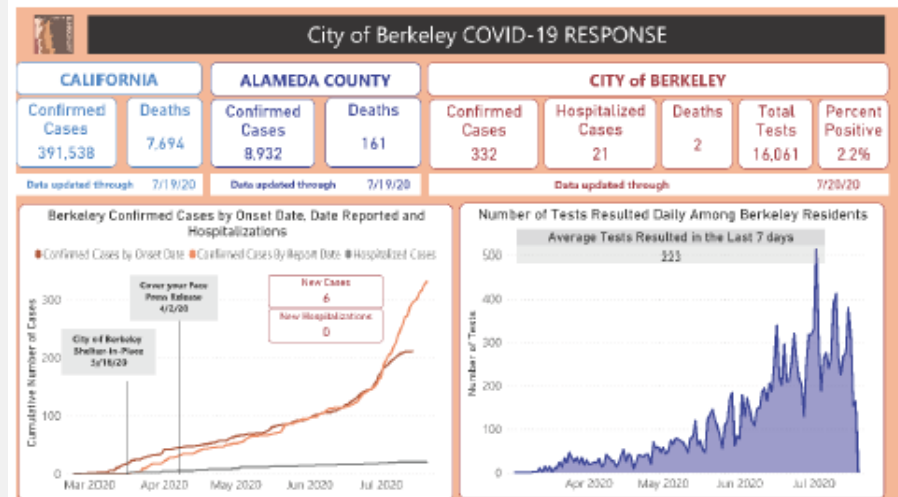 City of Berkeley COVID-19 RESPONSE
CALIFORNIA
ALAMEDA COUNTY
CITY of BERKELEY
Confirmed
Cases
391,538
Deaths
7,694
Confirmed
Cases
8,932
Deaths
161
Confirmed
Cases
332
Hospitalized
Cases
21
Deaths
2
Total
Tests
16,061
Percent
Positive
2.2%
Data updated through 7/19/20
Data updated through 7/19/20
Data updated through 7/20/20
Berkeley Confirmed Cases by Onset Date, Date Reported and
Hospitalizations
Confirmed Cases by Onset Date Confirmed Cases By Report Date Hospitalized Cases
Cumulative Number of Cases
300
200
100
0
City of Berkeley
Shelter-in-Place
3/16/20
Cover your Face
Press Release
4/2/20
New Cases
6
New Hospitalizations
0
Mar 2020 Apr 2020 May 2020 Jun 2020 Jul 2020
Number of Tests Resulted Daily Among Berkeley Residents
Average Tests Resulted in the Last 7 days
223
Number of Tests
500
400
300
200
100
0
Apr 2020 May 2020 Jun 2020 Jul 2020